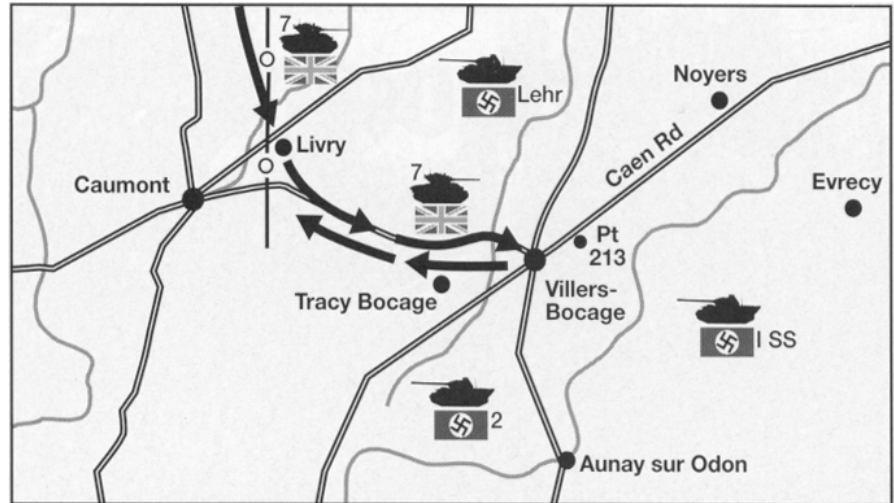 7
Lehr
Noyers
Livry
Caen Rd
Caumont
7
Evrecy
Pt
213
Tracy Bocage
Villers-
Bocage
I SS
2
Aunay sur Odon